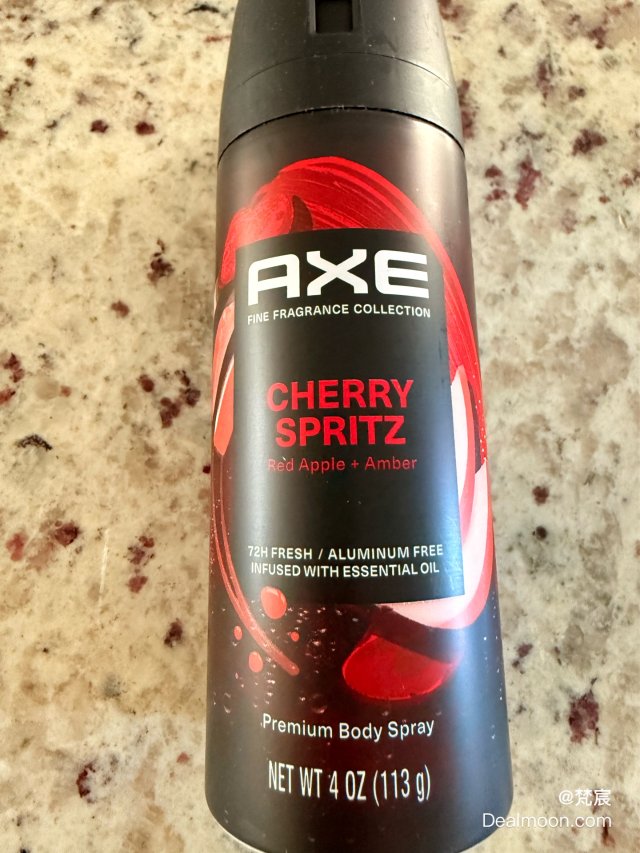 AXE
FINE FRAGRANCE COLLECTION
CHERRY
SPRITZ
Red Apple + Amber
72H FRESH / ALUMINUM FREE
INFUSED WITH ESSENTIAL OIL
Premium Body Spray
NET WT 4 OZ (113 g)
@梵宸
Dealmoon.com